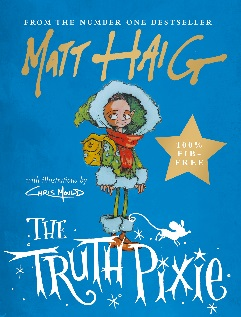 FROM THE NUMBER ONE BESTSELLER
MATT HAIG
100%
FIB-
FREE
with illustrations by
CHRIS MOULD
THE
TRUTH PIXIE